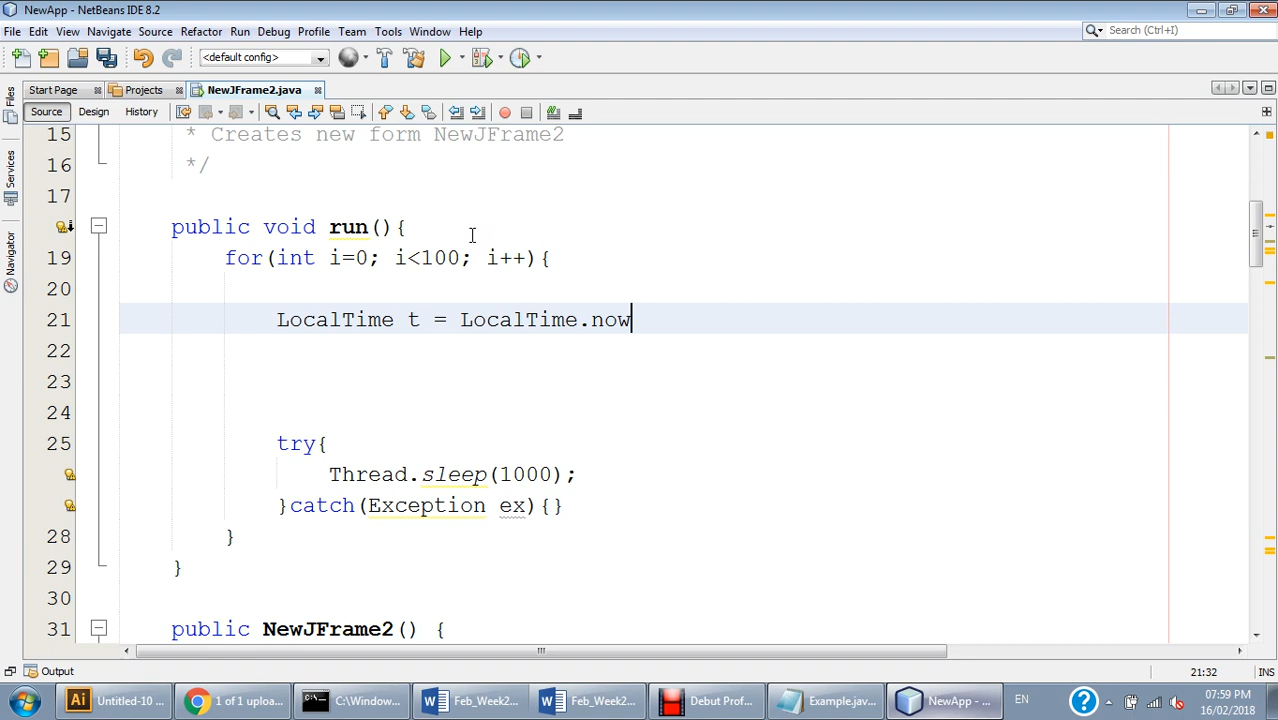 NewApp - NetBeans IDE 8.2
File Edit View Navigate Source Refactor Run Debug Profile Team Tools Window Help
Search (Ctrl+I)
<default config>
Start Page Projects NewJFrame2.java
Source Design History
Files
Services
Navigator
15 * Creates new form NewJFrame2
16 */
17
public void run(){
19 for(int i=0; i<100; i++){
20
21 LocalTime t = LocalTime.now
22
23
24
25 try{
Thread.sleep(1000);
}catch(Exception ex){}
28 }
29 }
30
31 public NewJFrame2() {
Output
21:32 INS
Untitled-10 ... 1 of 1 uploa... C:\Window... Feb_Week2... Feb_Week2... Debut Prof... Example.jav... NewApp - ... EN 07:59 PM
16/02/2018